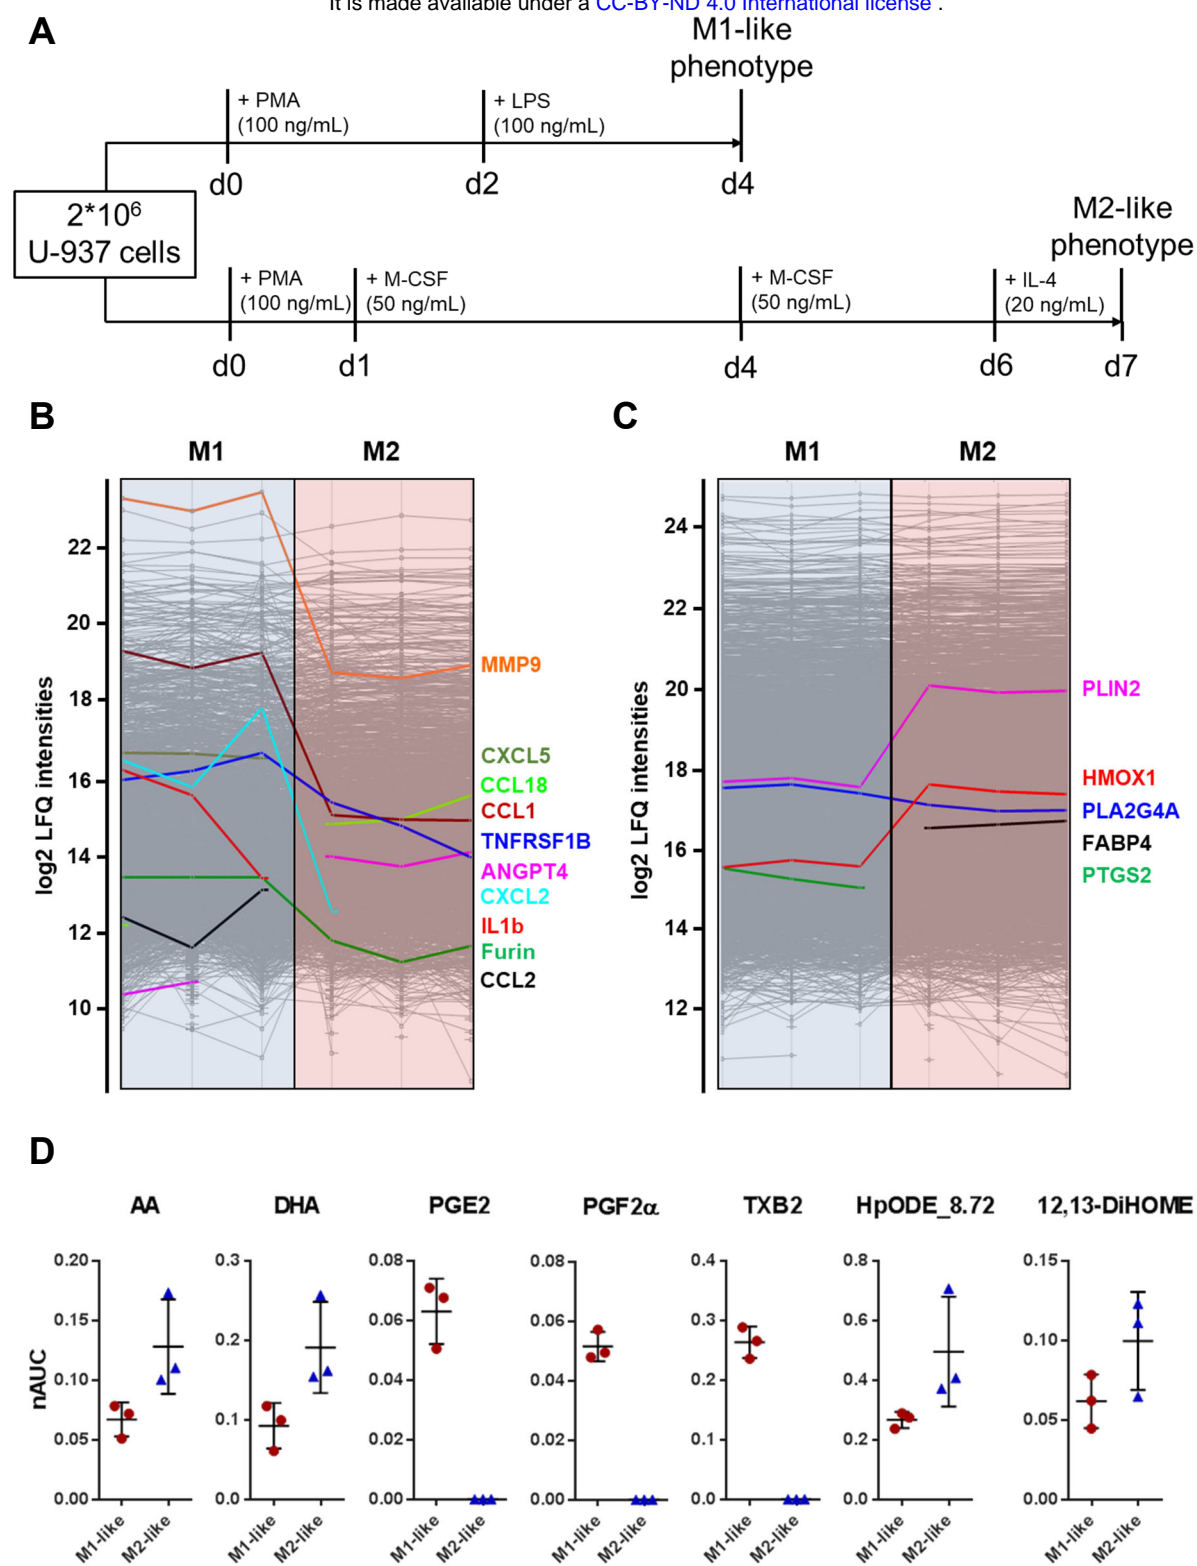 It is made available under a CC-BY-ND 4.0 International license .
A
M1-like
phenotype
+ PMA
(100 ng/mL)
+ LPS
(100 ng/mL)
d0
d2
d4
2*10⁶
U-937 cells
M2-like
phenotype
+ PMA
(100 ng/mL)
+ M-CSF
(50 ng/mL)
+ M-CSF
(50 ng/mL)
+ IL-4
(20 ng/mL)
d0
d1
d4
d6
d7
B
M1
M2
log2 LFQ intensities
22
20
18
16
14
12
10
MMP9
CXCL5
CCL18
CCL1
TNFRSF1B
ANGPT4
CXCL2
IL1b
Furin
CCL2
C
M1
M2
log2 LFQ intensities
24
22
20
18
16
14
12
PLIN2
HMOX1
PLA2G4A
FABP4
PTGS2
D
nAUC
AA
0.20
0.15
0.10
0.05
0.00
M1-like
M2-like
DHA
0.3
0.2
0.1
0.0
M1-like
M2-like
PGE2
0.08
0.06
0.04
0.02
0.00
M1-like
M2-like
PGF2α
0.08
0.06
0.04
0.02
0.00
M1-like
M2-like
TXB2
0.4
0.3
0.2
0.1
0.0
M1-like
M2-like
HpODE_8.72
0.8
0.6
0.4
0.2
0.0
M1-like
M2-like
12,13-DiHOME
0.15
0.10
0.05
0.00
M1-like
M2-like